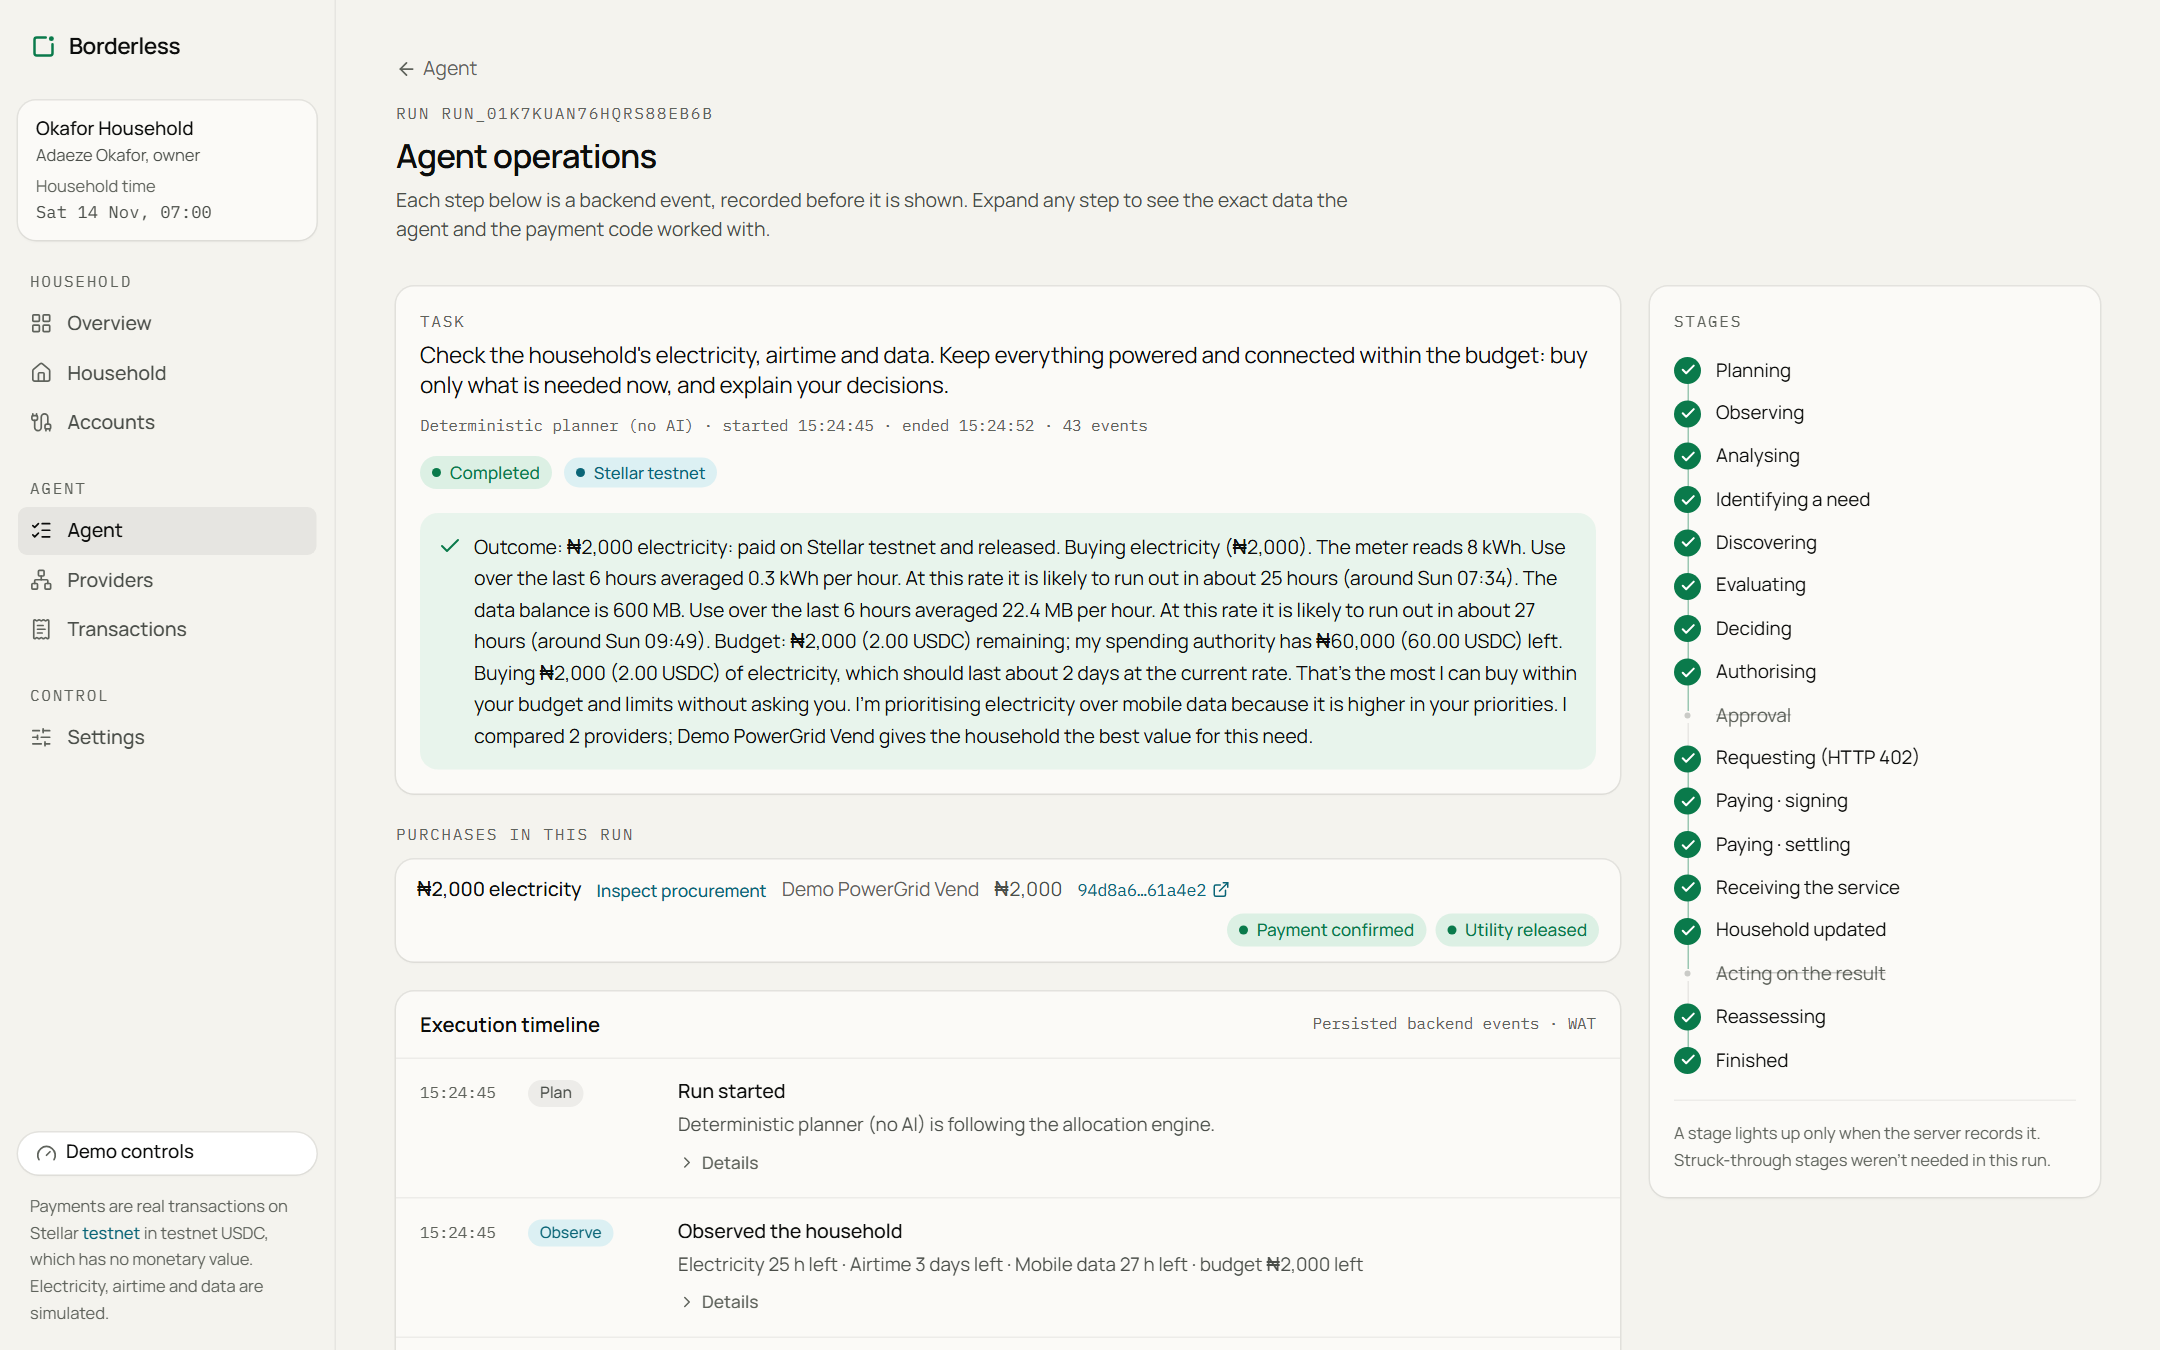 Borderless
Okafor Household
Adaeze Okafor, owner
Household time
Sat 14 Nov, 07:00
HOUSEHOLD
Overview
Household
Accounts
AGENT
Agent
Providers
Transactions
CONTROL
Settings
Demo controls
Payments are real transactions on
Stellar testnet in testnet USDC,
which has no monetary value.
Electricity, airtime and data are
simulated.
Agent
RUN RUN_01K7KUAN76HQRS88EB6B
Agent operations
Each step below is a backend event, recorded before it is shown. Expand any step to see the exact data the
agent and the payment code worked with.
TASK
Check the household's electricity, airtime and data. Keep everything powered and connected within the budget: buy
only what is needed now, and explain your decisions.
Deterministic planner (no AI) · started 15:24:45 · ended 15:24:52 · 43 events
Completed
Stellar testnet
Outcome: ₦2,000 electricity: paid on Stellar testnet and released. Buying electricity (₦2,000). The meter reads 8 kWh. Use
over the last 6 hours averaged 0.3 kWh per hour. At this rate it is likely to run out in about 25 hours (around Sun 07:34). The
data balance is 600 MB. Use over the last 6 hours averaged 22.4 MB per hour. At this rate it is likely to run out in about 27
hours (around Sun 09:49). Budget: ₦2,000 (2.00 USDC) remaining; my spending authority has ₦60,000 (60.00 USDC) left.
Buying ₦2,000 (2.00 USDC) of electricity, which should last about 2 days at the current rate. That's the most I can buy within
your budget and limits without asking you. I'm prioritising electricity over mobile data because it is higher in your priorities. I
compared 2 providers; Demo PowerGrid Vend gives the household the best value for this need.
PURCHASES IN THIS RUN
₦2,000 electricity Inspect procurement Demo PowerGrid Vend ₦2,000 94d8a6…61a4e2
Payment confirmed
Utility released
Execution timeline
Persisted backend events · WAT
15:24:45 Plan Run started
Deterministic planner (no AI) is following the allocation engine.
Details
15:24:45 Observe Observed the household
Electricity 25 h left · Airtime 3 days left · Mobile data 27 h left · budget ₦2,000 left
Details
STAGES
Planning
Observing
Analysing
Identifying a need
Discovering
Evaluating
Deciding
Authorising
Approval
Requesting (HTTP 402)
Paying · signing
Paying · settling
Receiving the service
Household updated
Acting on the result
Reassessing
Finished
A stage lights up only when the server records it.
Struck-through stages weren't needed in this run.